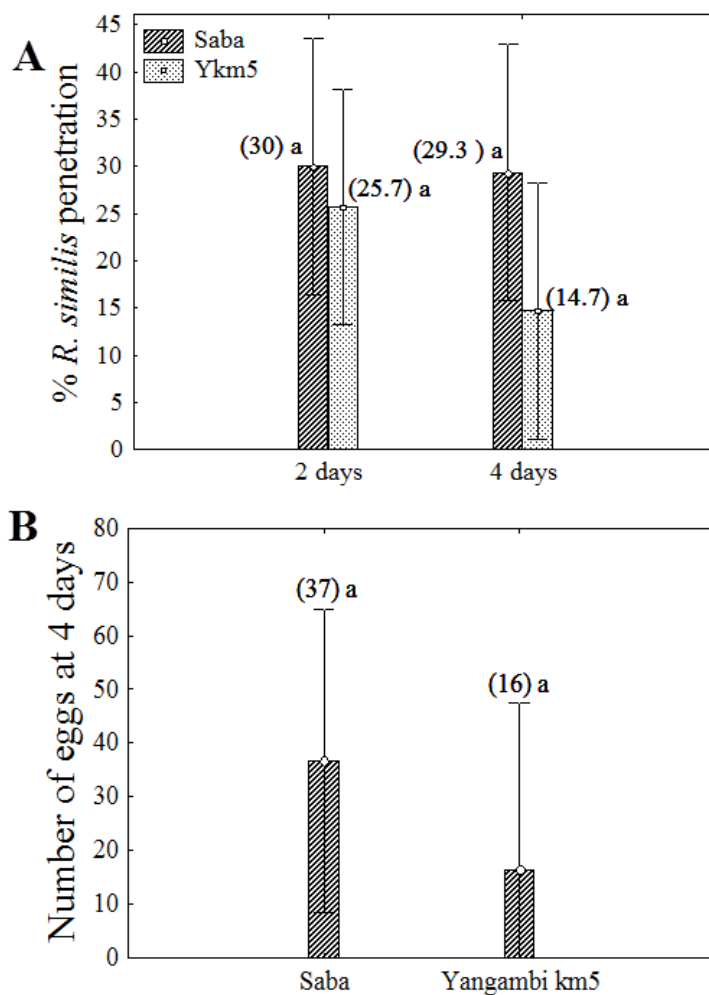 A
% R. similis penetration
45
40
35
30
25
20
15
10
5
0
Saba
Ykm5
(30) a
(25.7) a
(29.3 ) a
(14.7) a
2 days
4 days
B
Number of eggs at 4 days
80
70
60
50
40
30
20
10
0
(37) a
(16) a
Saba
Yangambi km5